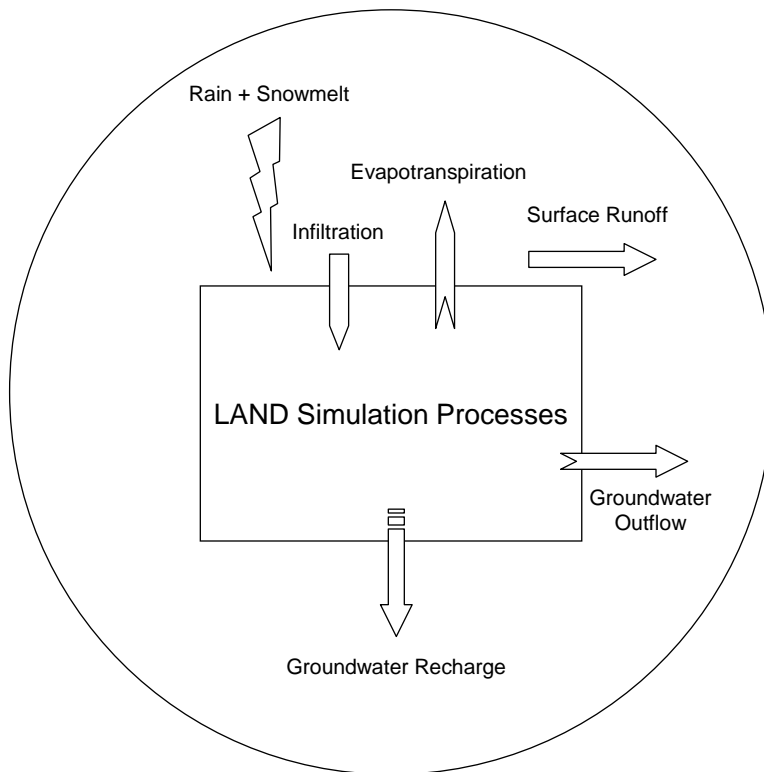 Rain + Snowmelt
Evapotranspiration
Surface Runoff
Infiltration
LAND Simulation Processes
Groundwater
Outflow
Groundwater Recharge